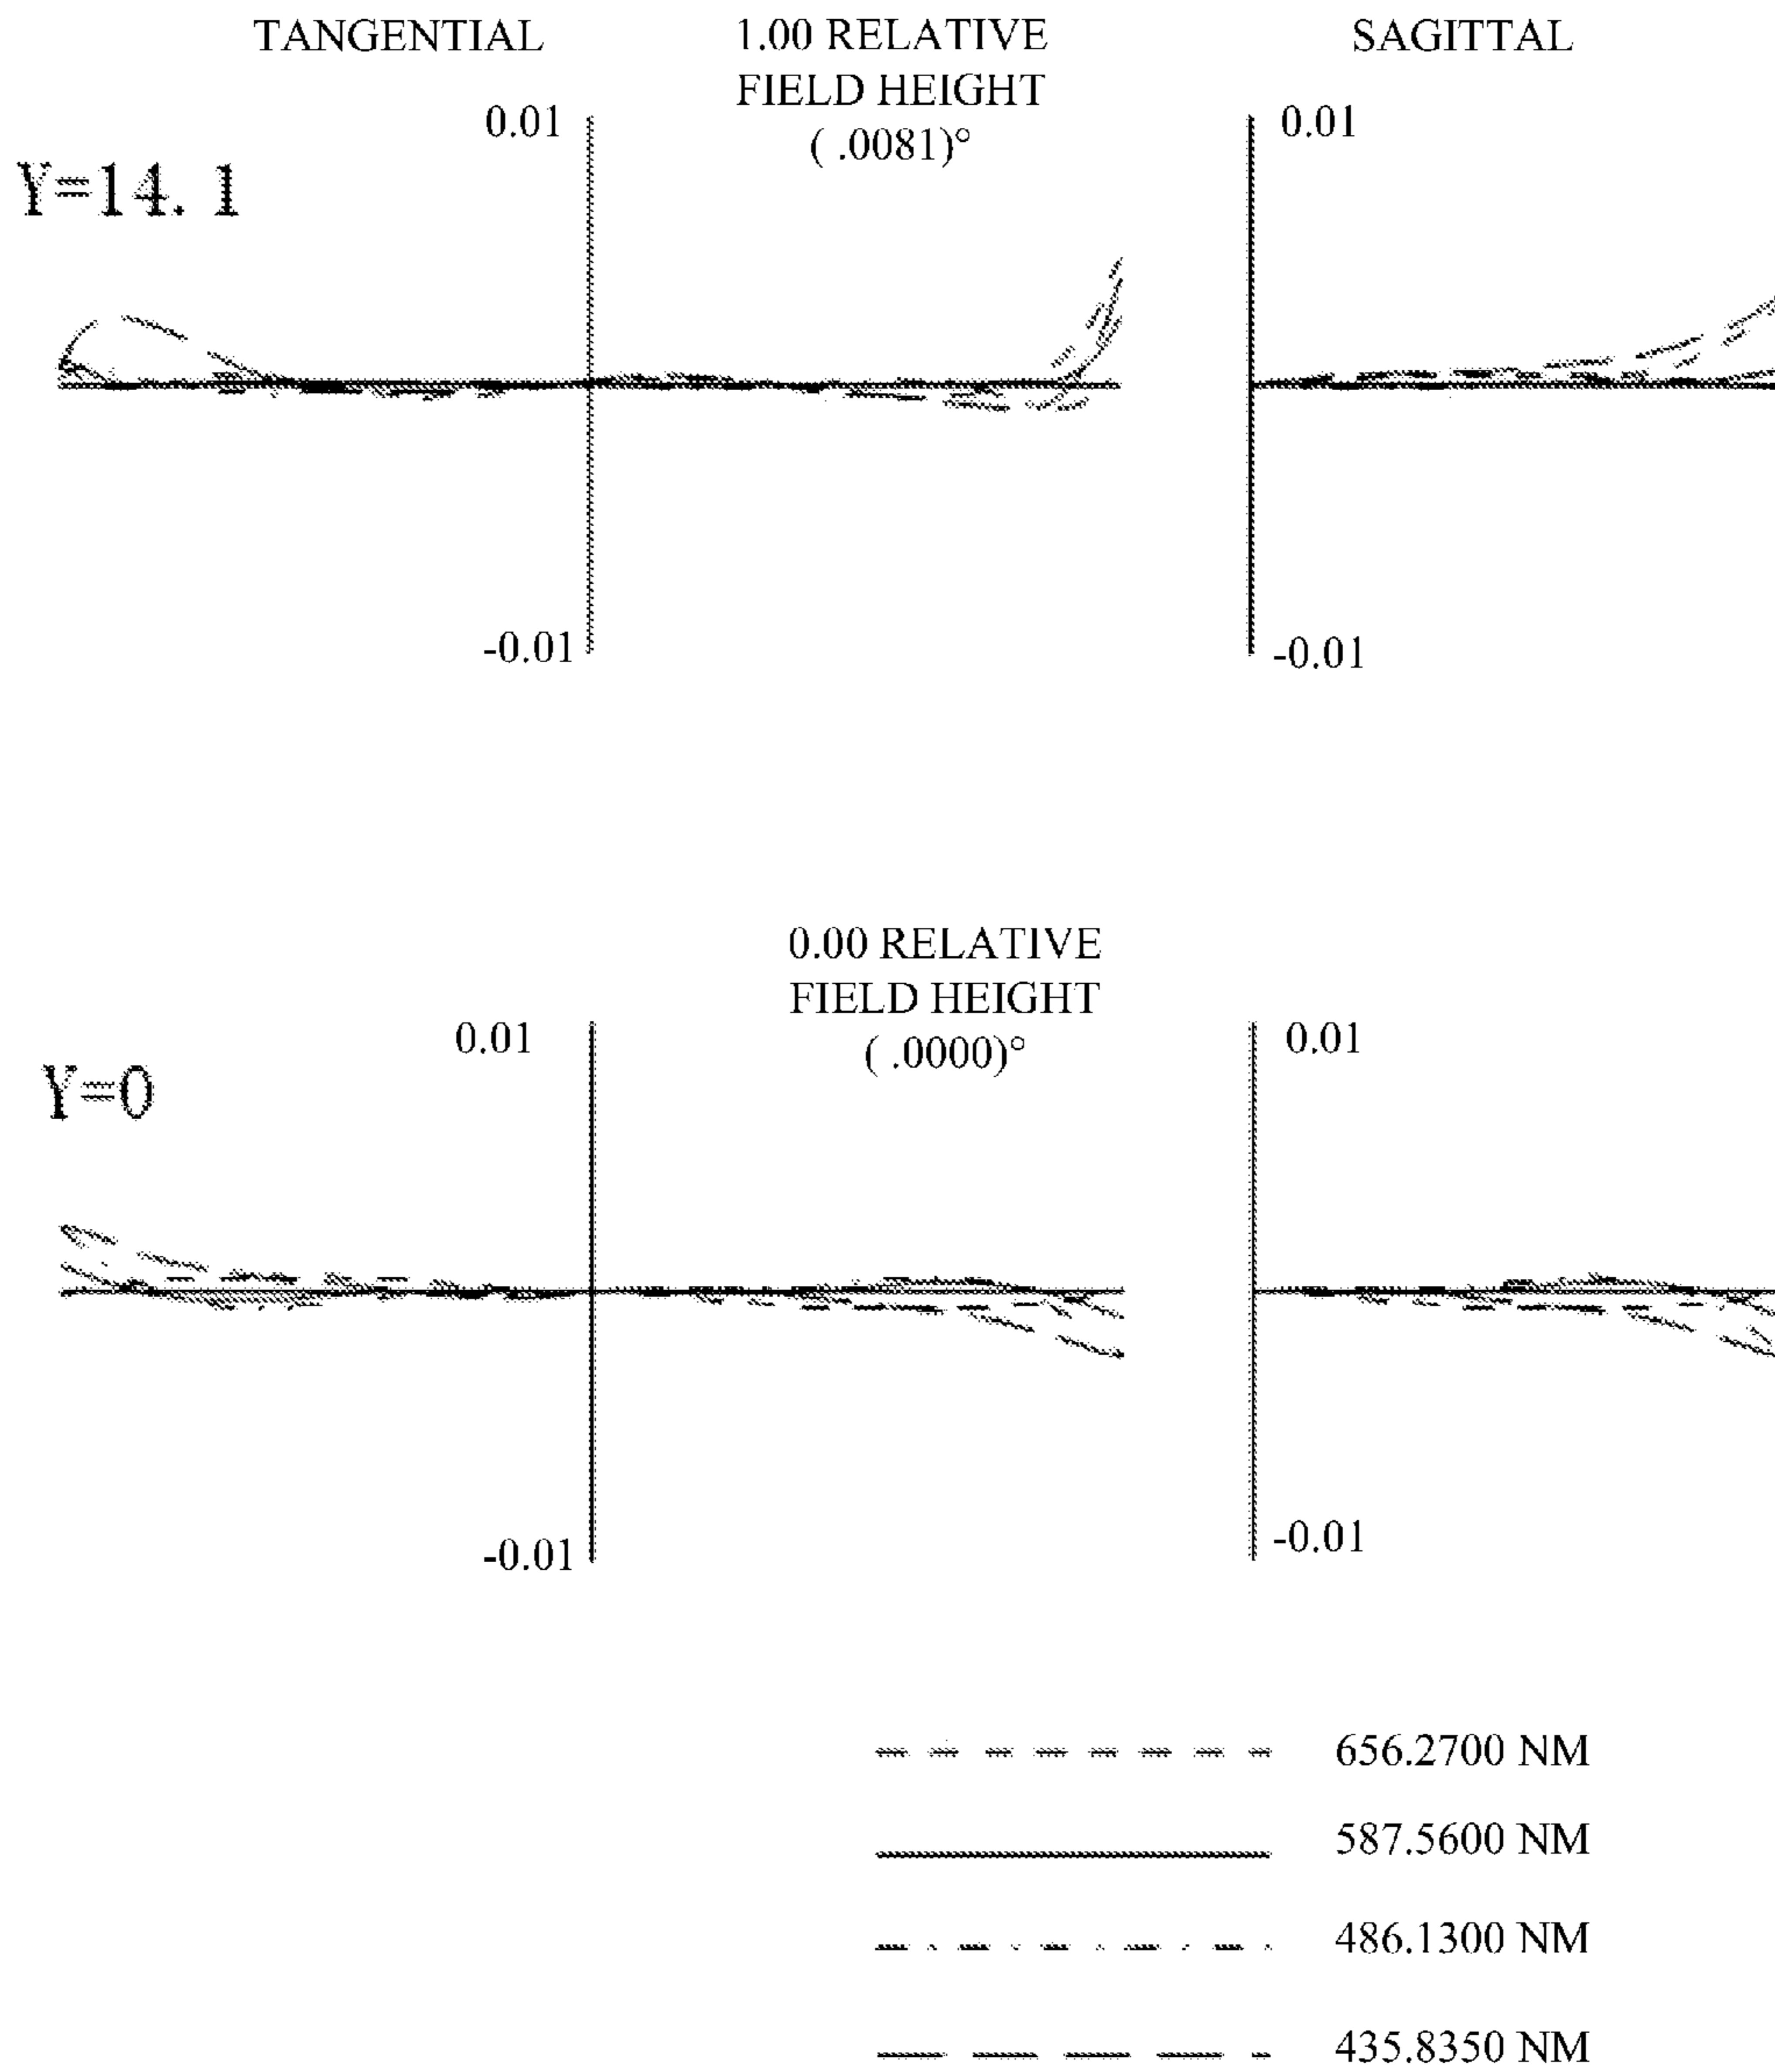 TANGENTIAL
1.00 RELATIVE
FIELD HEIGHT
( .0081)°
SAGITTAL
0.01
0.01
Y=14. 1
-0.01
-0.01
0.00 RELATIVE
FIELD HEIGHT
( .0000)°
0.01
0.01
Y=0
-0.01
-0.01
656.2700 NM
587.5600 NM
486.1300 NM
435.8350 NM